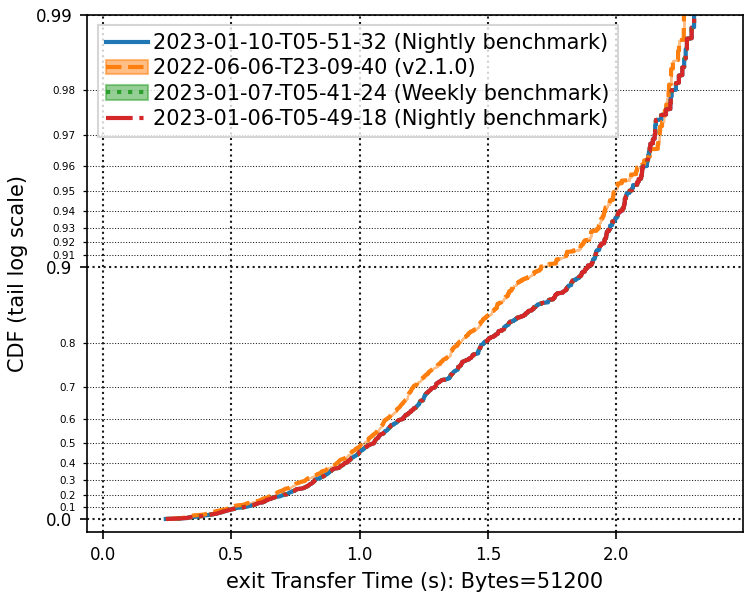 2023-01-10-T05-51-32 (Nightly benchmark)
2022-06-06-T23-09-40 (v2.1.0)
2023-01-07-T05-41-24 (Weekly benchmark)
2023-01-06-T05-49-18 (Nightly benchmark)
CDF (tail log scale)
0.99
0.98
0.97
0.96
0.95
0.94
0.93
0.92
0.91
0.9
0.8
0.7
0.6
0.5
0.4
0.3
0.2
0.1
0.0
0.0 0.5 1.0 1.5 2.0
exit Transfer Time (s): Bytes=51200